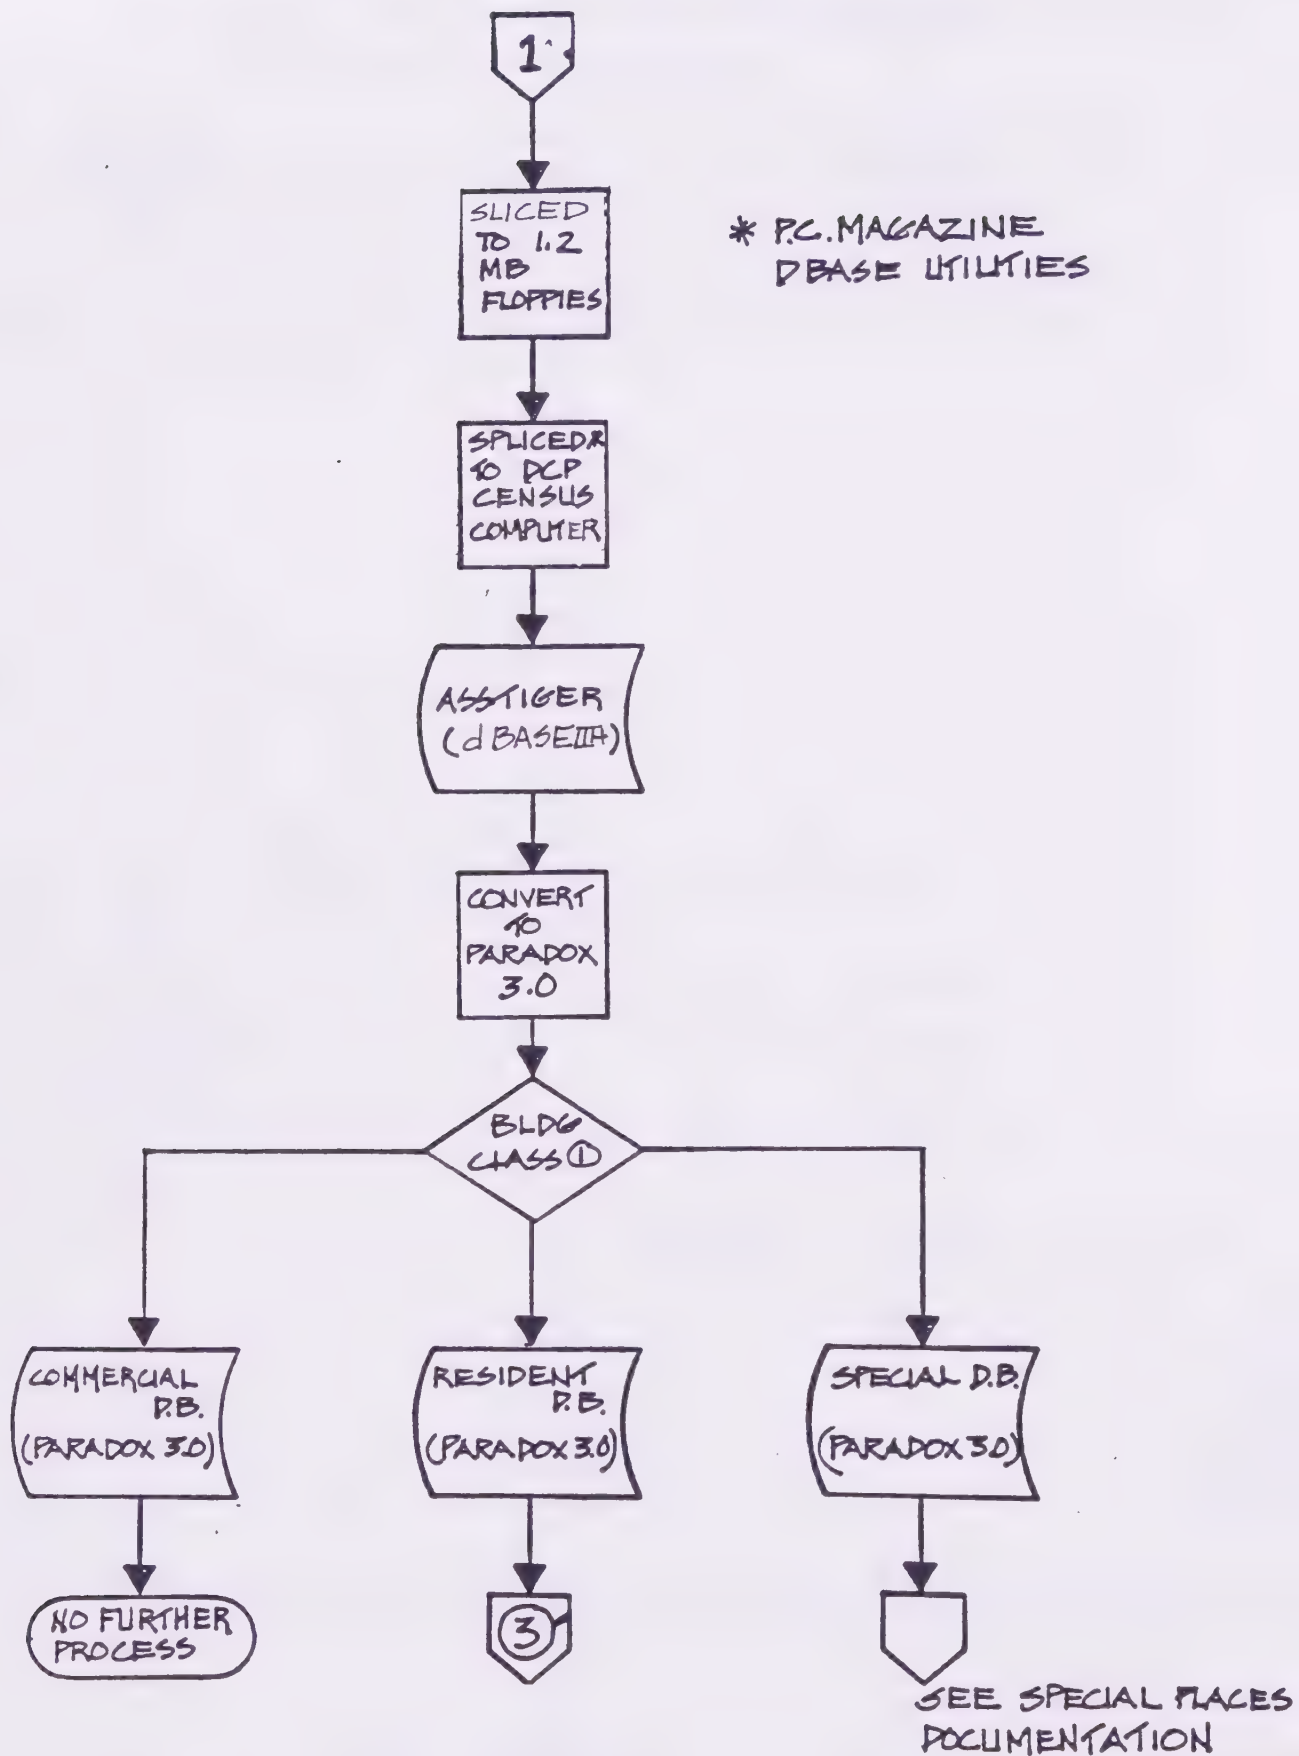 1
SLICED
TO 1.2
MB
FLOPPIES
* P.C. MAGAZINE
DBASE UTILITIES
SPLICED*
TO DCP
CENSUS
COMPUTER
ASSTIGER
(dBASEIII+)
CONVERT
TO
PARADOX
3.0
BLDG
CLASS ①
COMMERCIAL
D.B.
(PARADOX 3.0)
RESIDENT
D.B.
(PARADOX 3.0)
SPECIAL D.B.
(PARADOX 3.0)
NO FURTHER
PROCESS
3
SEE SPECIAL PLACES
DOCUMENTATION